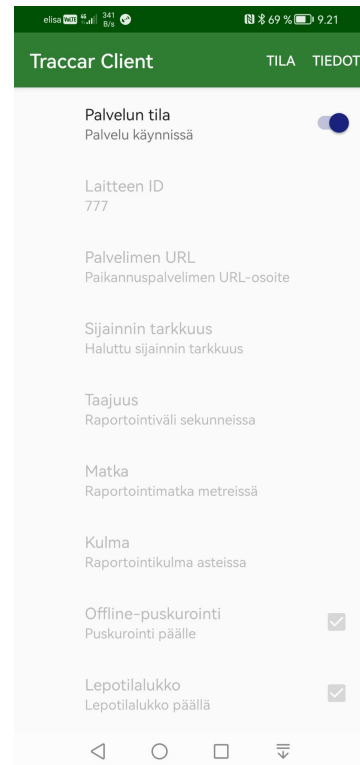 elisa VoLTE 4G 341 B/s 69 % 9.21
Traccar Client TILA TIEDOT
Palvelun tila
Palvelu käynnissä
Laitteen ID
777
Palvelimen URL
Paikannuspalvelimen URL-osoite
Sijainnin tarkkuus
Haluttu sijainnin tarkkuus
Taajuus
Raportointiväli sekunneissa
Matka
Raportointimatka metreissä
Kulma
Raportointikulma asteissa
Offline-puskurointi
Puskurointi päälle
Lepotilalukko
Lepotilalukko päällä